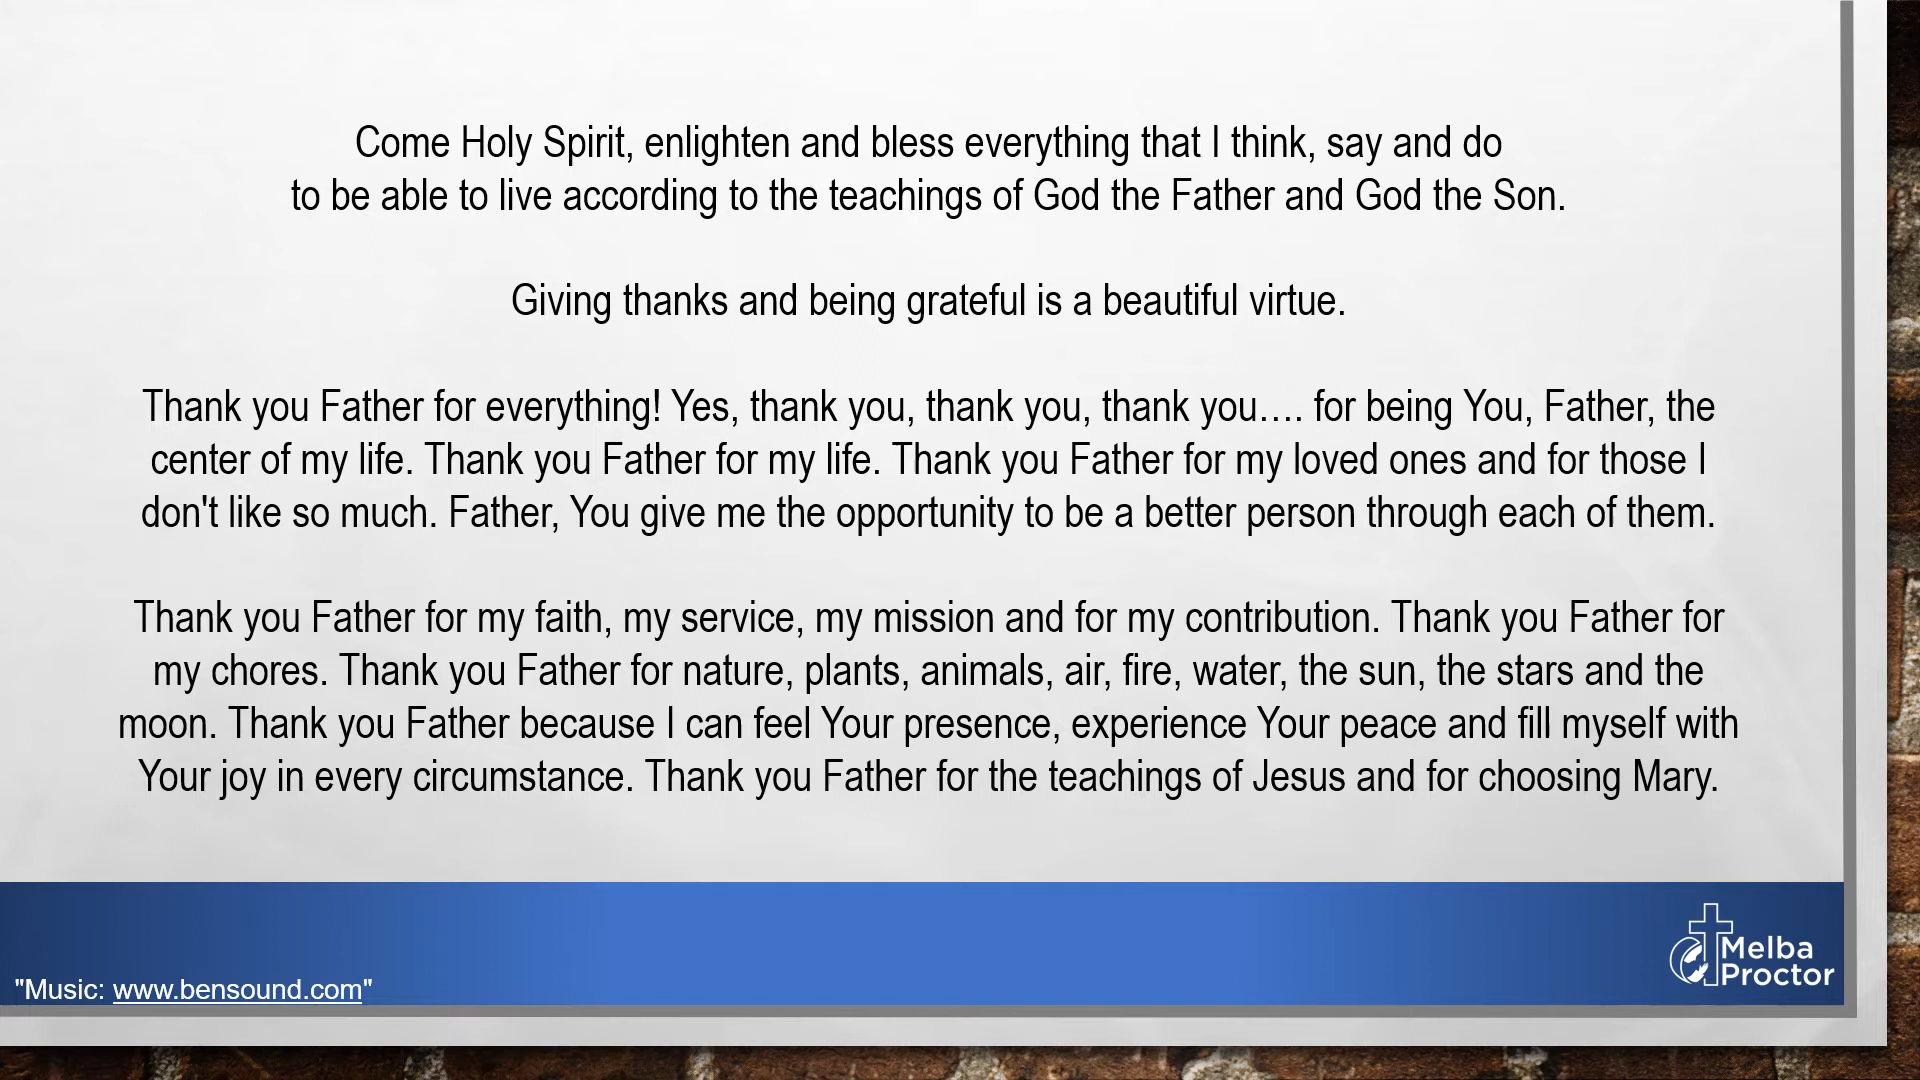 Come Holy Spirit, enlighten and bless everything that I think, say and do
to be able to live according to the teachings of God the Father and God the Son.
Giving thanks and being grateful is a beautiful virtue.
Thank you Father for everything! Yes, thank you, thank you, thank you…. for being You, Father, the
center of my life. Thank you Father for my life. Thank you Father for my loved ones and for those I
don't like so much. Father, You give me the opportunity to be a better person through each of them.
Thank you Father for my faith, my service, my mission and for my contribution. Thank you Father for
my chores. Thank you Father for nature, plants, animals, air, fire, water, the sun, the stars and the
moon. Thank you Father because I can feel Your presence, experience Your peace and fill myself with
Your joy in every circumstance. Thank you Father for the teachings of Jesus and for choosing Mary.
Melba
Proctor
"Music: www.bensound.com"